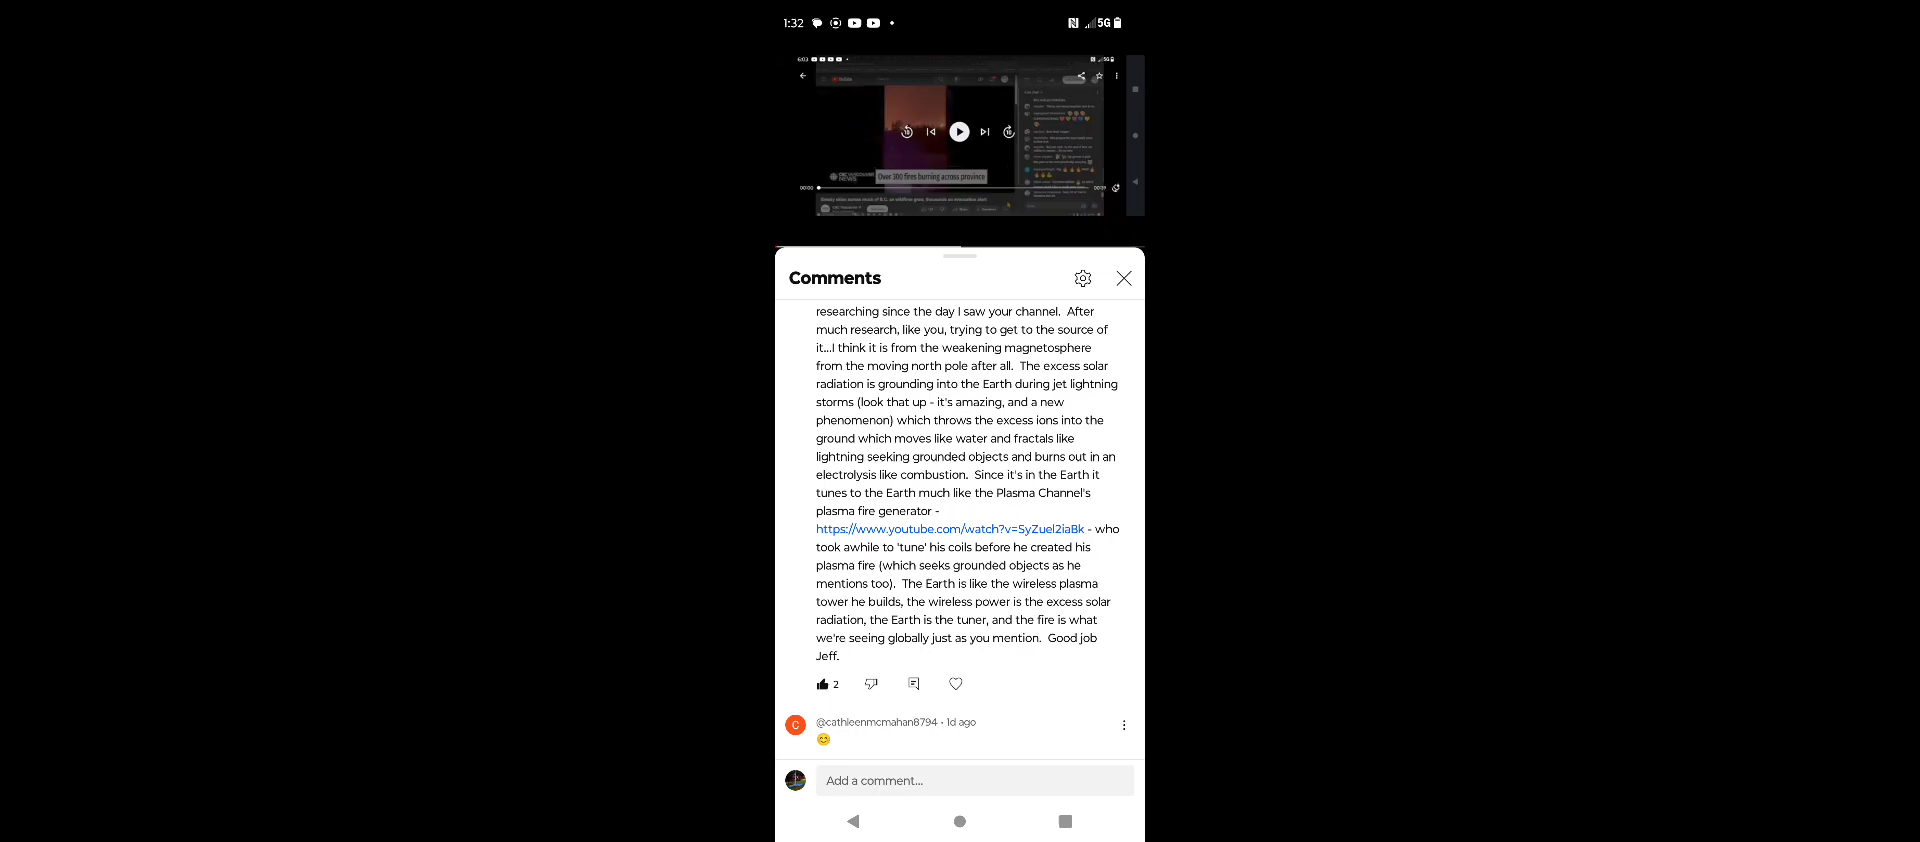 1:32
5G
6:03
Over 200 fires burning across province
NEWS
00:00
Comments
researching since the day I saw your channel.  After
much research, like you, trying to get to the source of
it...I think it is from the weakening magnetosphere
from the moving north pole after all.  The excess solar
radiation is grounding into the Earth during jet lightning
storms (look that up - it's amazing, and a new
phenomenon) which throws the excess ions into the
ground which moves like water and fractals like
lightning seeking grounded objects and burns out in an
electrolysis like combustion.  Since it's in the Earth it
tunes to the Earth much like the Plasma Channel's
plasma fire generator -
https://www.youtube.com/watch?v=5yZuel2iaBk - who
took awhile to 'tune' his coils before he created his
plasma fire (which seeks grounded objects as he
mentions too).  The Earth is like the wireless plasma
tower he builds, the wireless power is the excess solar
radiation, the Earth is the tuner, and the fire is what
we're seeing globally just as you mention.  Good job
Jeff.
2
C
@cathleenmcmahan8794 • 1d ago
Add a comment...